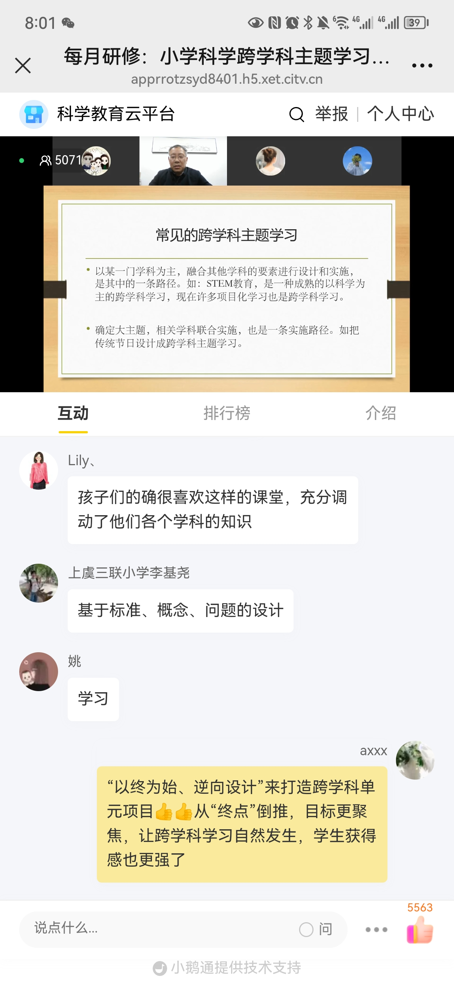 8:01
6
4G
4G
39
每月研修：小学科学跨学科主题学习...
apprrotzsyd8401.h5.xet.citv.cn
科学教育云平台
举报
个人中心
5071
常见的跨学科主题学习
以某一门学科为主，融合其他学科的要素进行设计和实施，
是其中的一条路径。如：STEM教育，是一种成熟的以科学为
主的跨学科学习，现在许多项目化学习也是跨学科学习。
确定大主题，相关学科联合实施，也是一条实施路径。如把
传统节日设计成跨学科主题学习。
互动
排行榜
介绍
Lily、
孩子们的确很喜欢这样的课堂，充分调
动了他们各个学科的知识
上虞三联小学李基尧
基于标准、概念、问题的设计
姚
学习
axxx
“以终为始、逆向设计”来打造跨学科单
元项目👍👍从“终点”倒推，目标更聚
焦，让跨学科学习自然发生，学生获得
感也更强了
5563
说点什么...
问
小鹅通提供技术支持